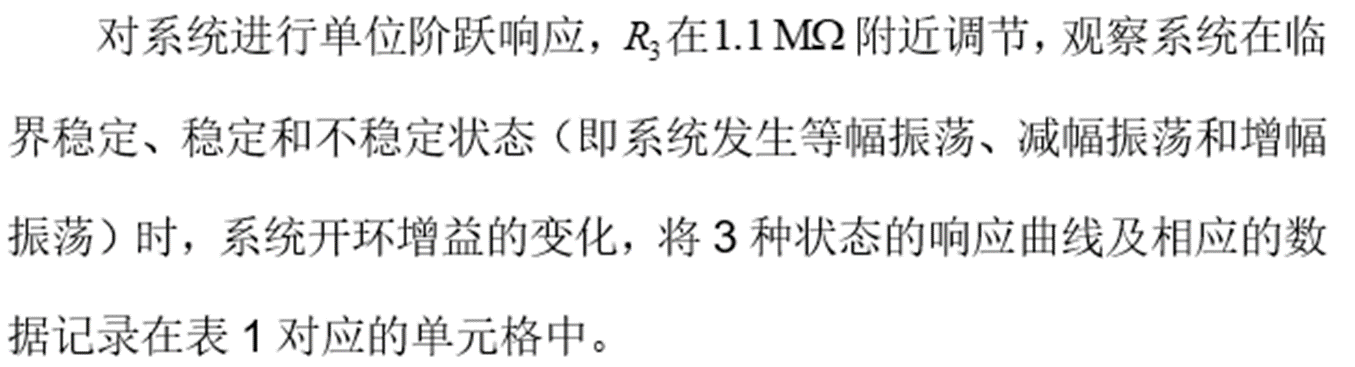 对系统进行单位阶跃响应，R₃在1.1 MΩ 附近调节，观察系统在临
界稳定、稳定和不稳定状态（即系统发生等幅振荡、减幅振荡和增幅
振荡）时，系统开环增益的变化，将 3 种状态的响应曲线及相应的数
据记录在表 1 对应的单元格中。